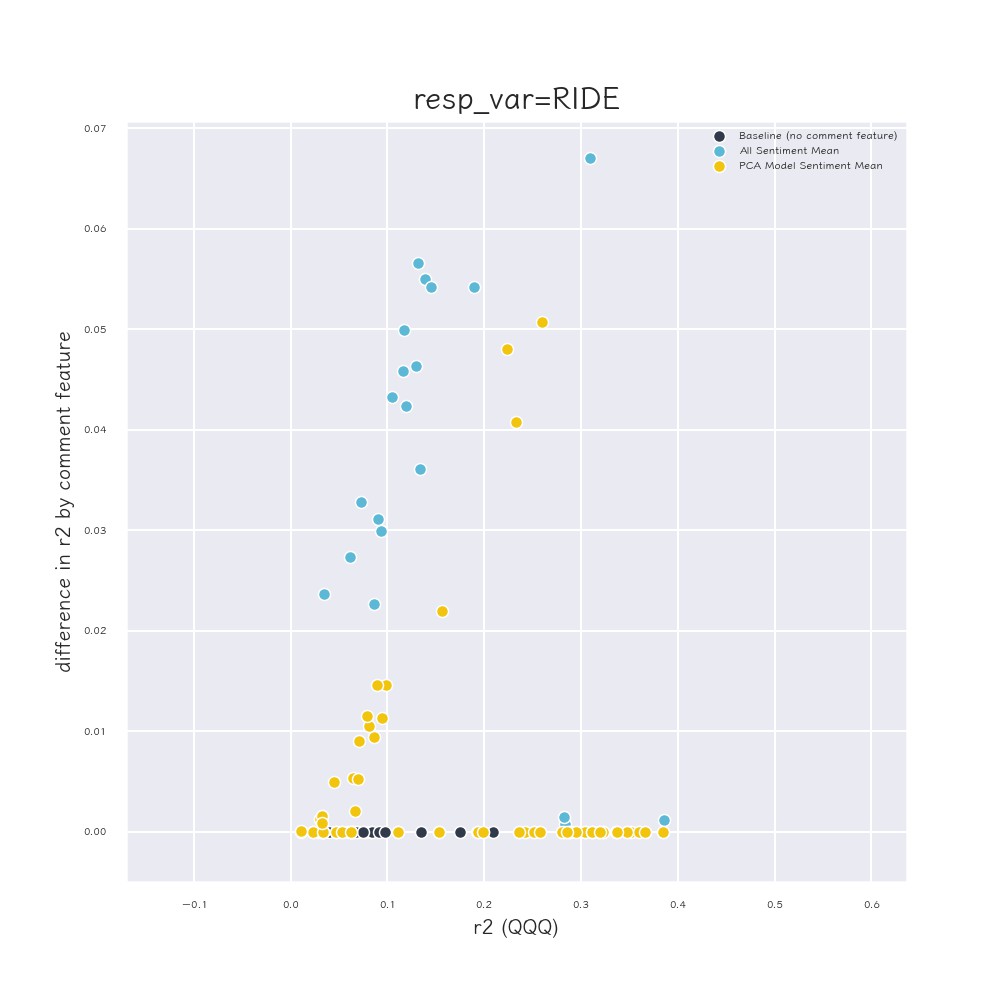 resp_var=RIDE
Baseline (no comment feature)
All Sentiment Mean
PCA Model Sentiment Mean
difference in r2 by comment feature
0.07
0.06
0.05
0.04
0.03
0.02
0.01
0.00
−0.1
0.0
0.1
0.2
0.3
0.4
0.5
0.6
r2 (QQQ)